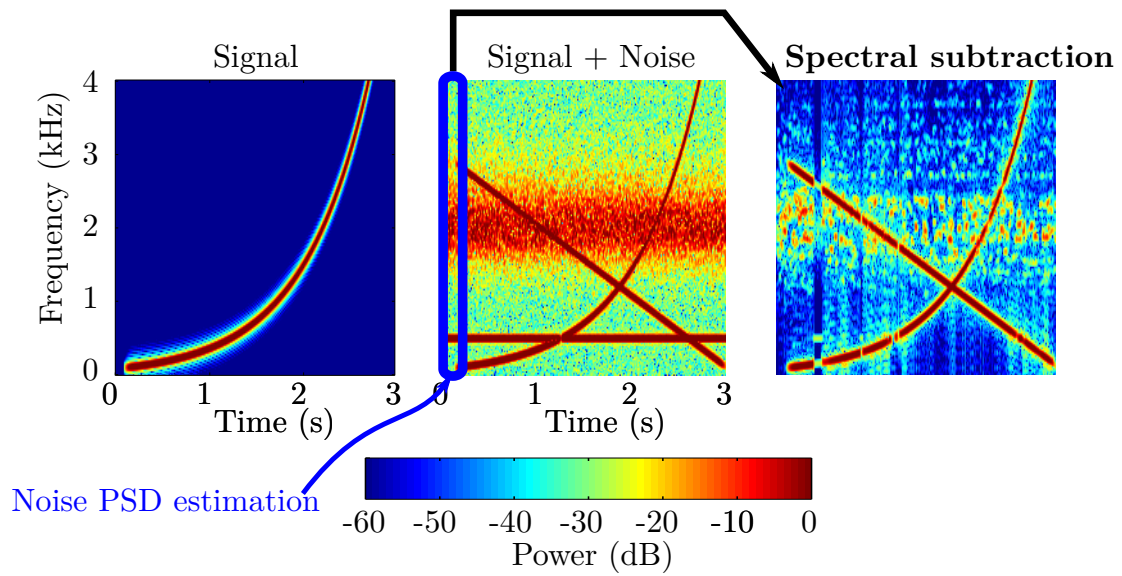 Signal
Signal + Noise
Spectral subtraction
Frequency (kHz)
4
3
2
1
0
0 1 2 3
Time (s)
0 1 2 3
Time (s)
Noise PSD estimation
-60 -50 -40 -30 -20 -10 0
Power (dB)